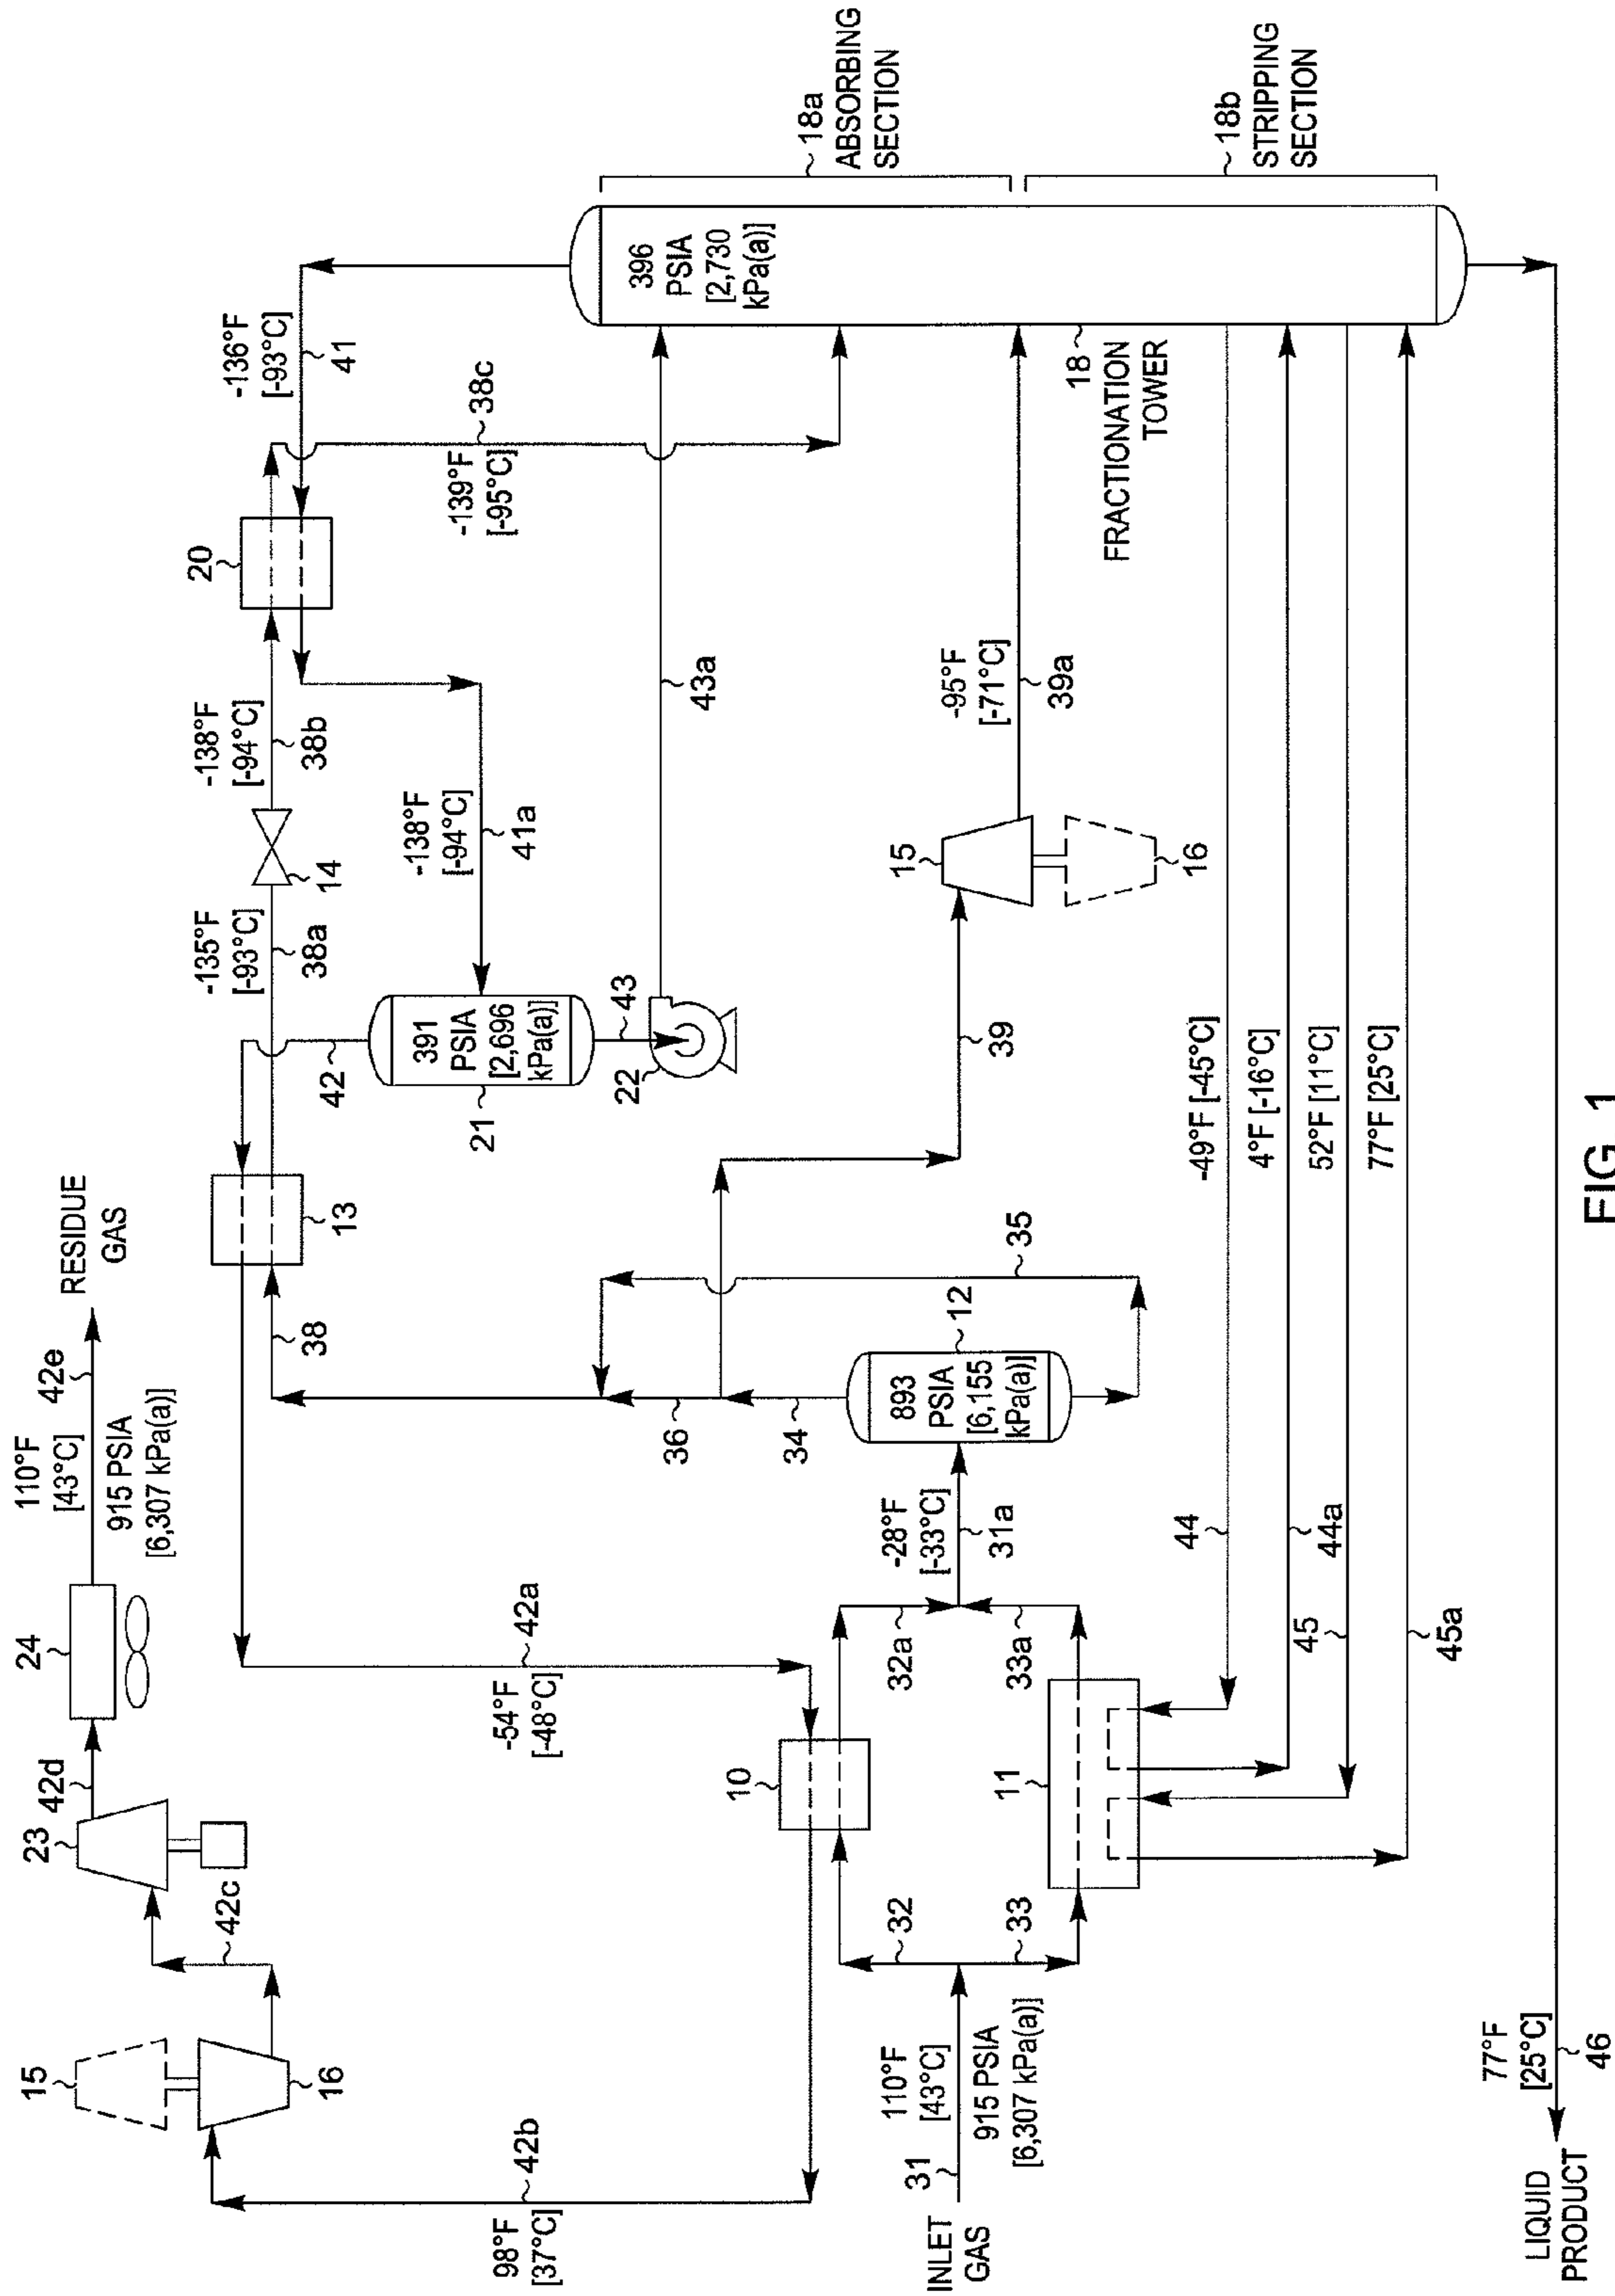 110°F
[43°C]
42e
RESIDUE
GAS
915 PSIA
[6,307 kPa(a)]
24
42d
23
42c
15
16
98°F
[37°C]
42b
-54°F
[-48°C]
42a
10
13
38
-135°F
[-93°C]
38a
14
-138°F
[-94°C]
38b
20
-136°F
[-93°C]
41
-139°F
[-95°C]
38c
-138°F
[-94°C]
41a
42
391
PSIA
[2,696
kPa(a)]
21
43
22
43a
396
PSIA
[2,730
kPa(a)]
18a
ABSORBING
SECTION
18b
STRIPPING
SECTION
18
FRACTIONATION
TOWER
-95°F
[-71°C]
39a
15
16
39
36
34
35
12
893
PSIA
[6,155
kPa(a)]
-28°F
[-33°C]
31a
32a
33a
11
32
33
110°F
[43°C]
915 PSIA
[6,307 kPa(a)]
31
INLET
GAS
-49°F [-45°C]
4°F [-16°C]
52°F [11°C]
77°F [25°C]
44
44a
45
45a
77°F
[25°C]
46
LIQUID
PRODUCT
FIG. 1